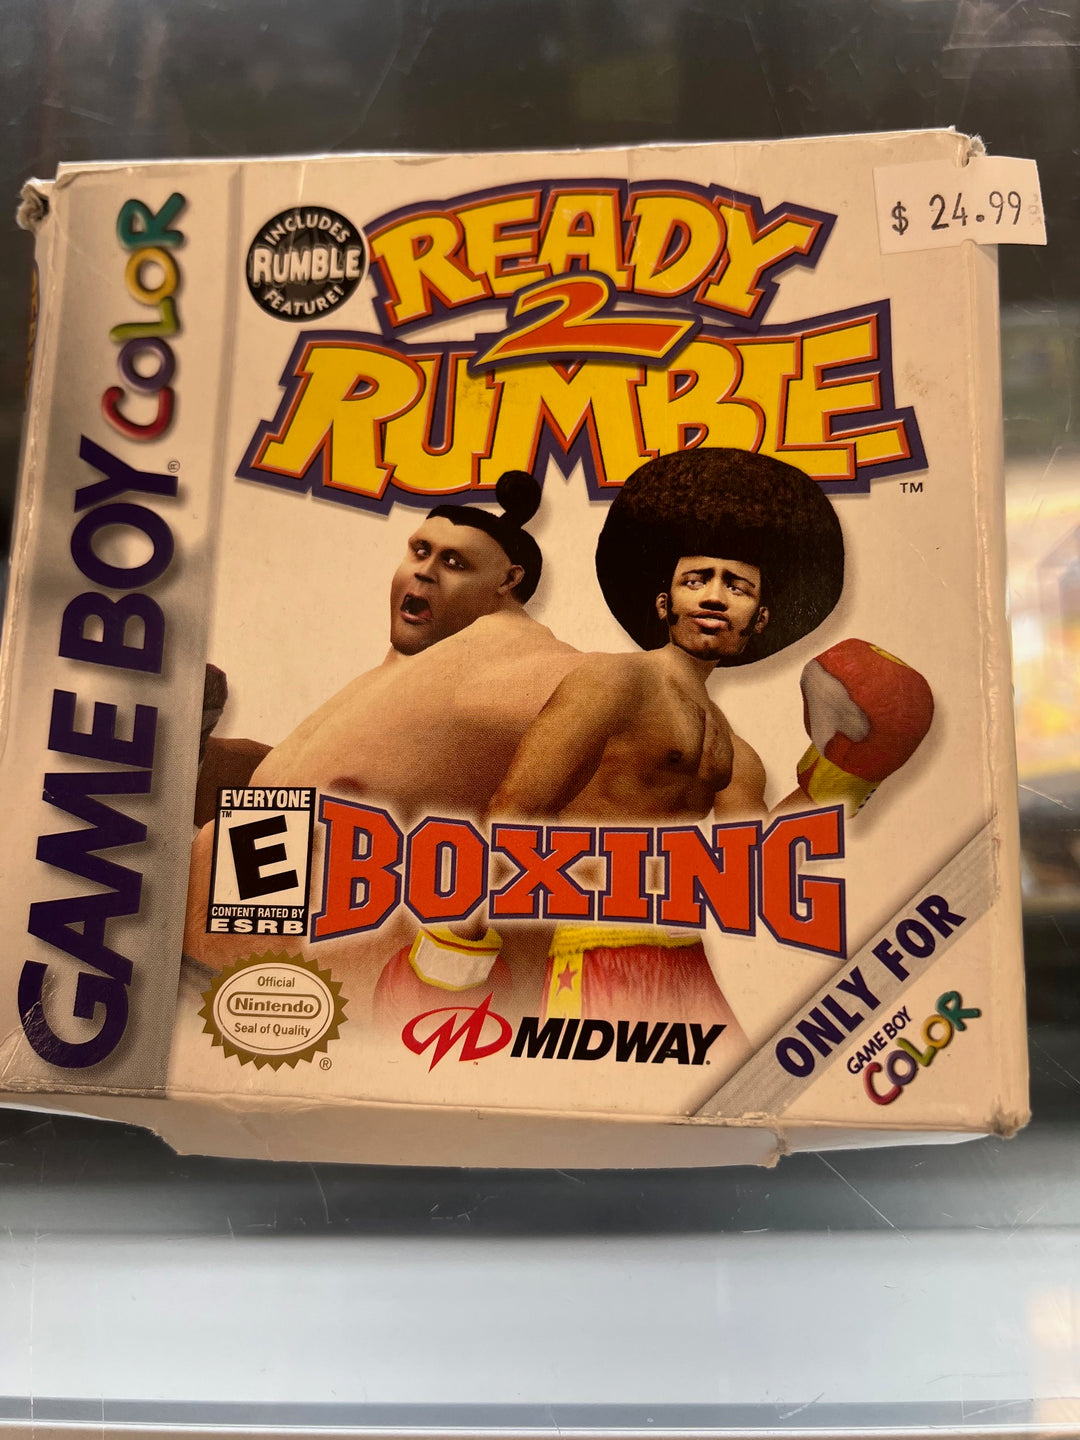 $ 24.99
GAME BOY COLOR
®
INCLUDES
RUMBLE
FEATURE!
READY
2
RUMBLE
TM
EVERYONE
TM
E
CONTENT RATED BY
ESRB
BOXING
Official
Nintendo
Seal of Quality
®
MIDWAY
ONLY FOR
GAME BOY
COLOR